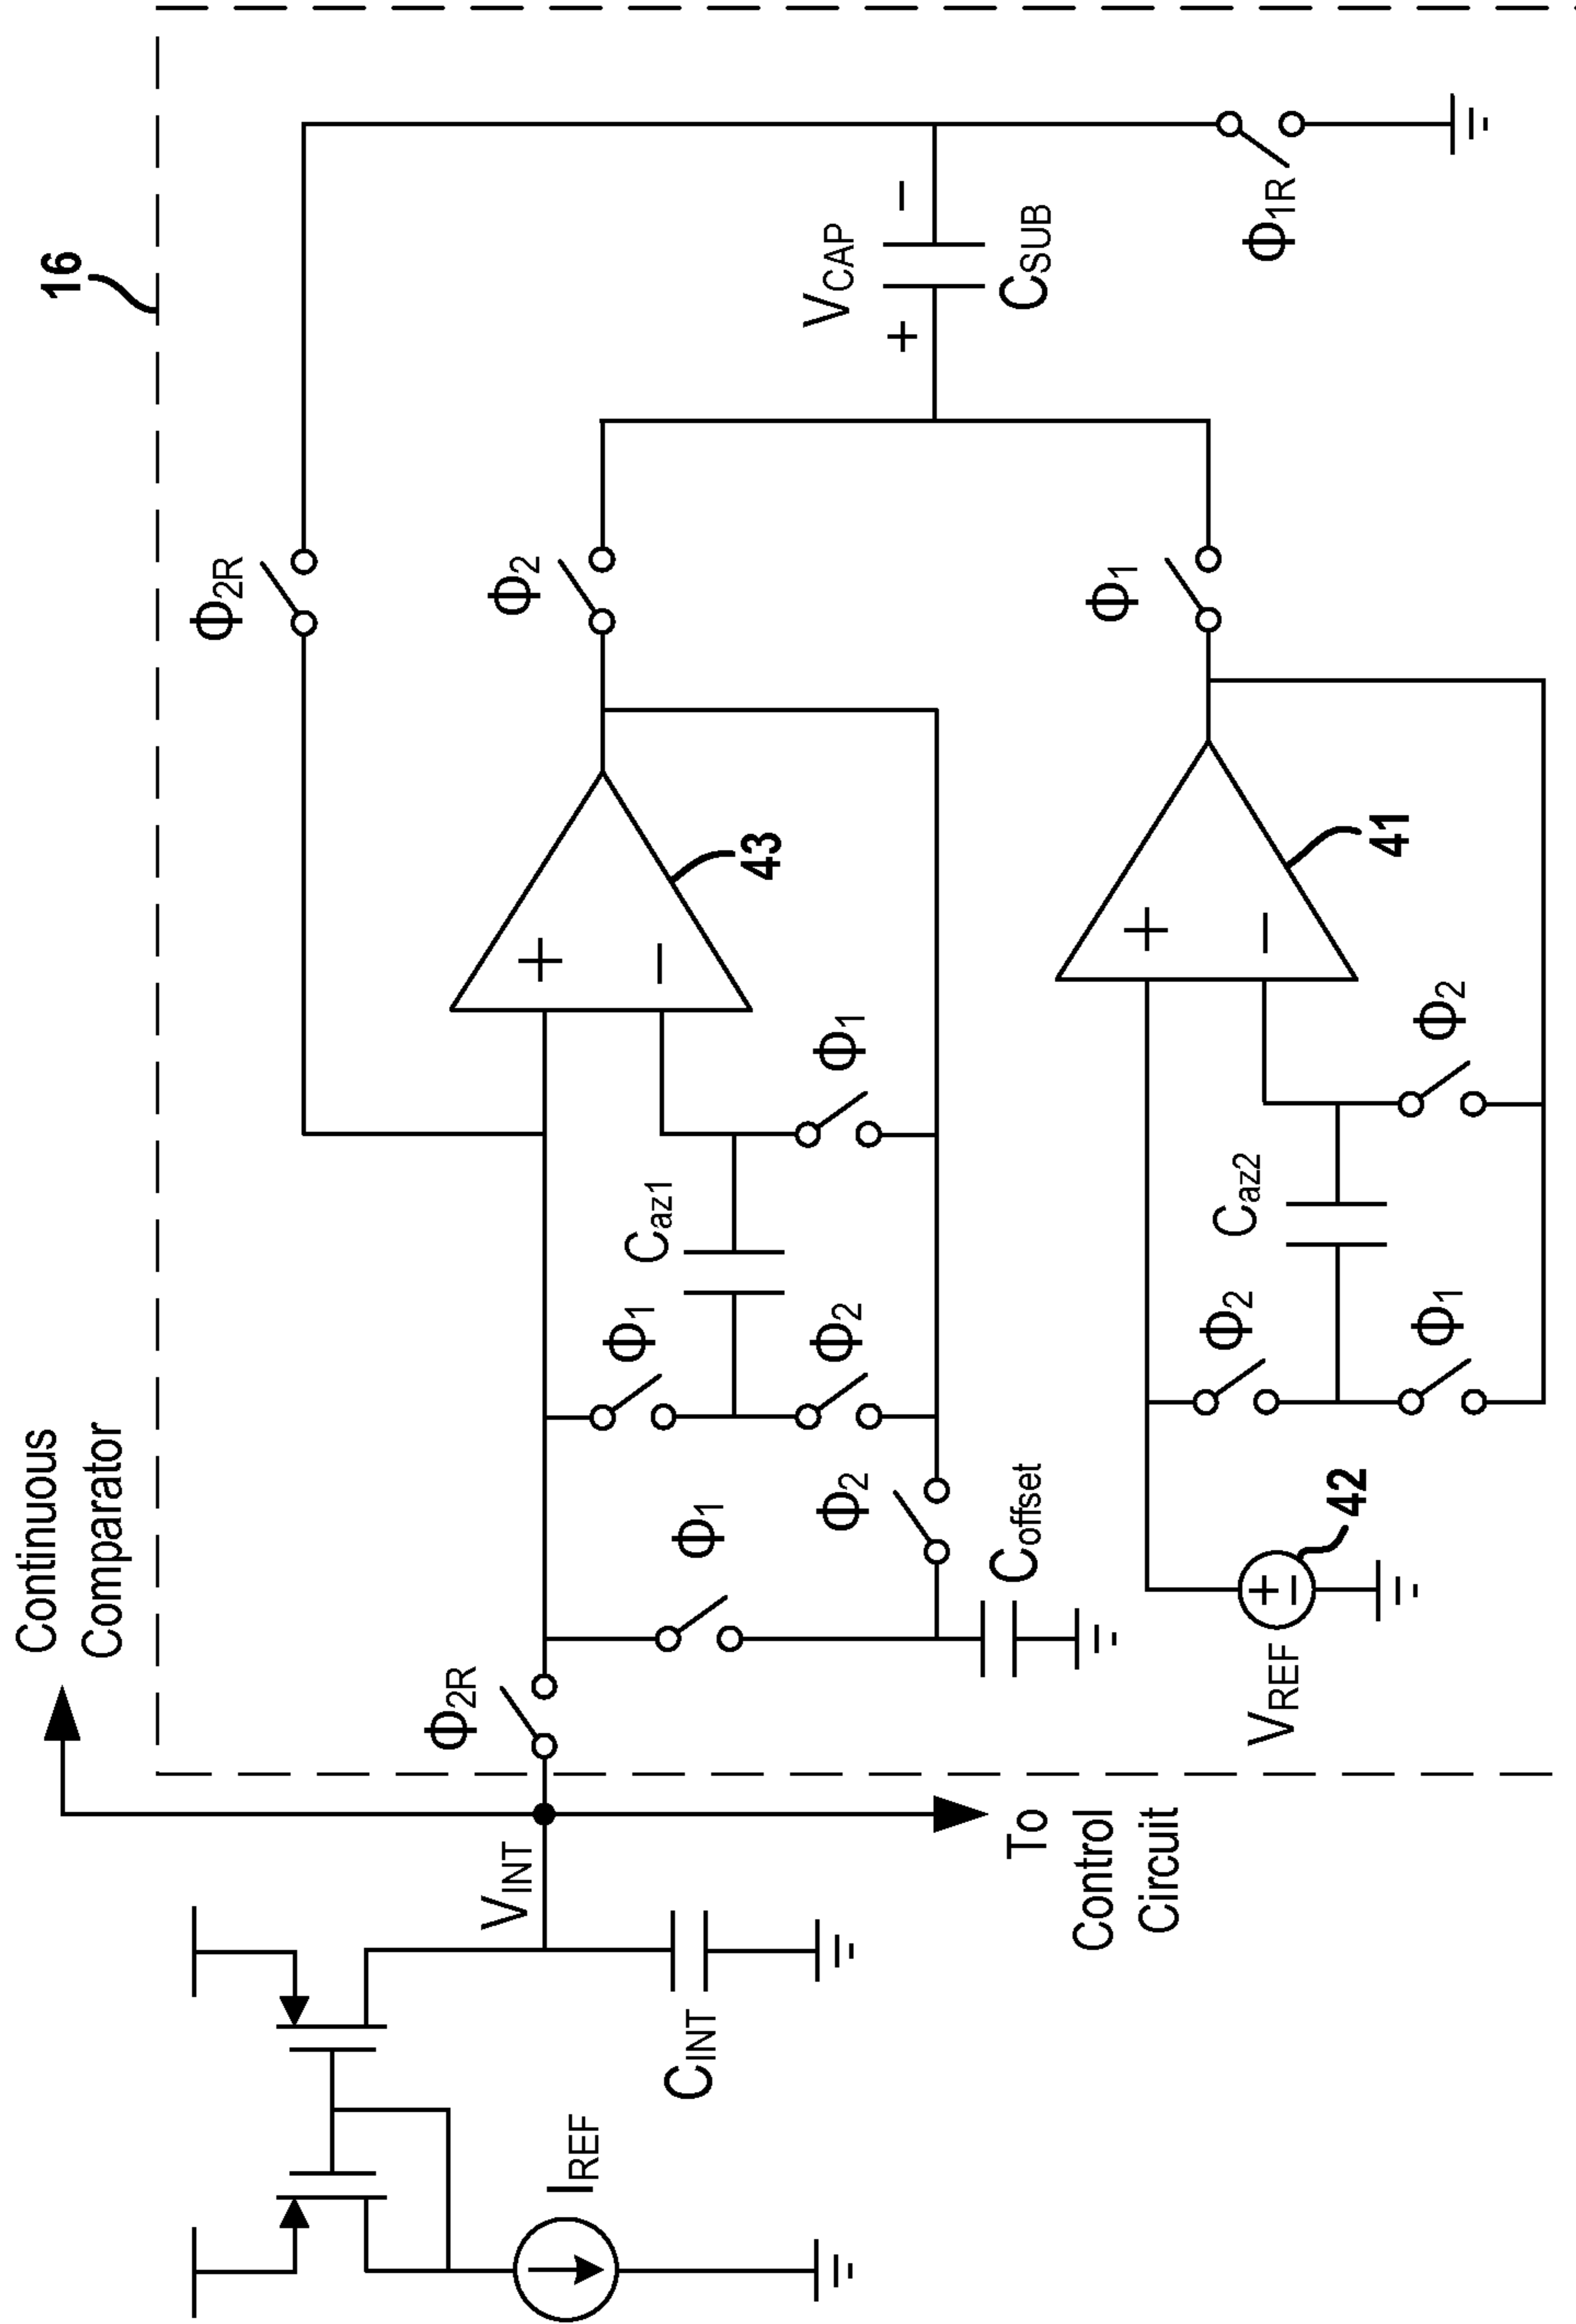 16
Continuous
Comparator
Φ2R
Φ2R
VINT
CINT
IREF
To
Control
Circuit
Φ1
Φ2
Coffset
Φ1
Φ2
Caz1
Φ1
+
−
43
Φ2
VCAP
+ −
CSUB
Φ1R
VREF
+
−
42
Φ2
Φ1
Caz2
Φ2
+
−
41
Φ1